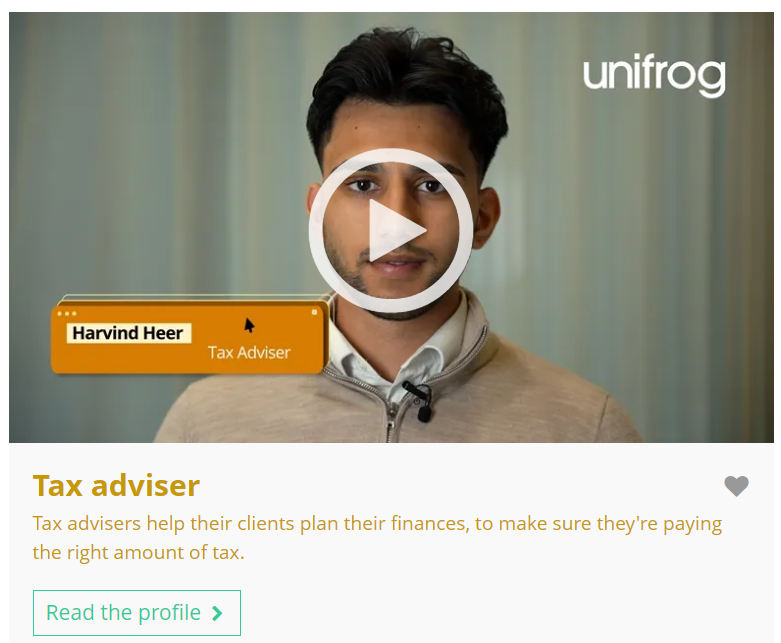 unifrog
Harvind Heer
Tax Adviser
Tax adviser
Tax advisers help their clients plan their finances, to make sure they're paying
the right amount of tax.
Read the profile